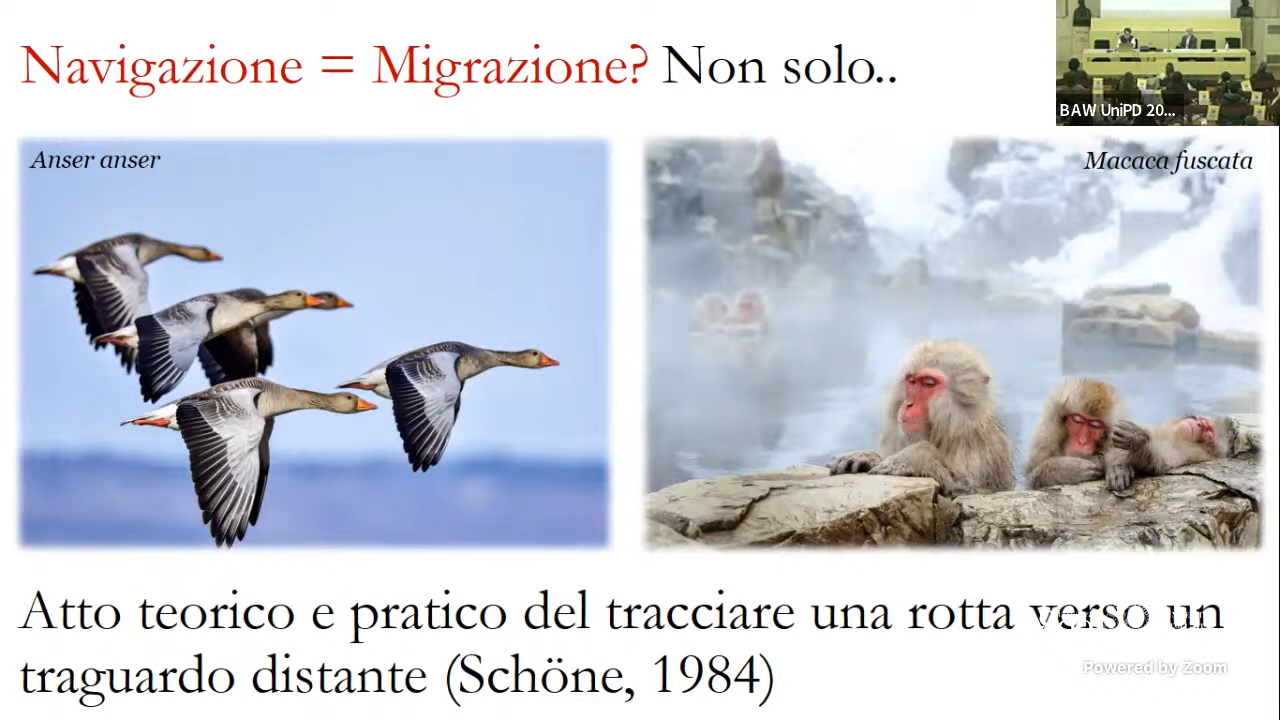 Navigazione = Migrazione? Non solo..
BAW UniPD 20...
Anser anser
Macaca fuscata
Atto teorico e pratico del tracciare una rotta verso un
traguardo distante (Schöne, 1984)
Powered by Zoom